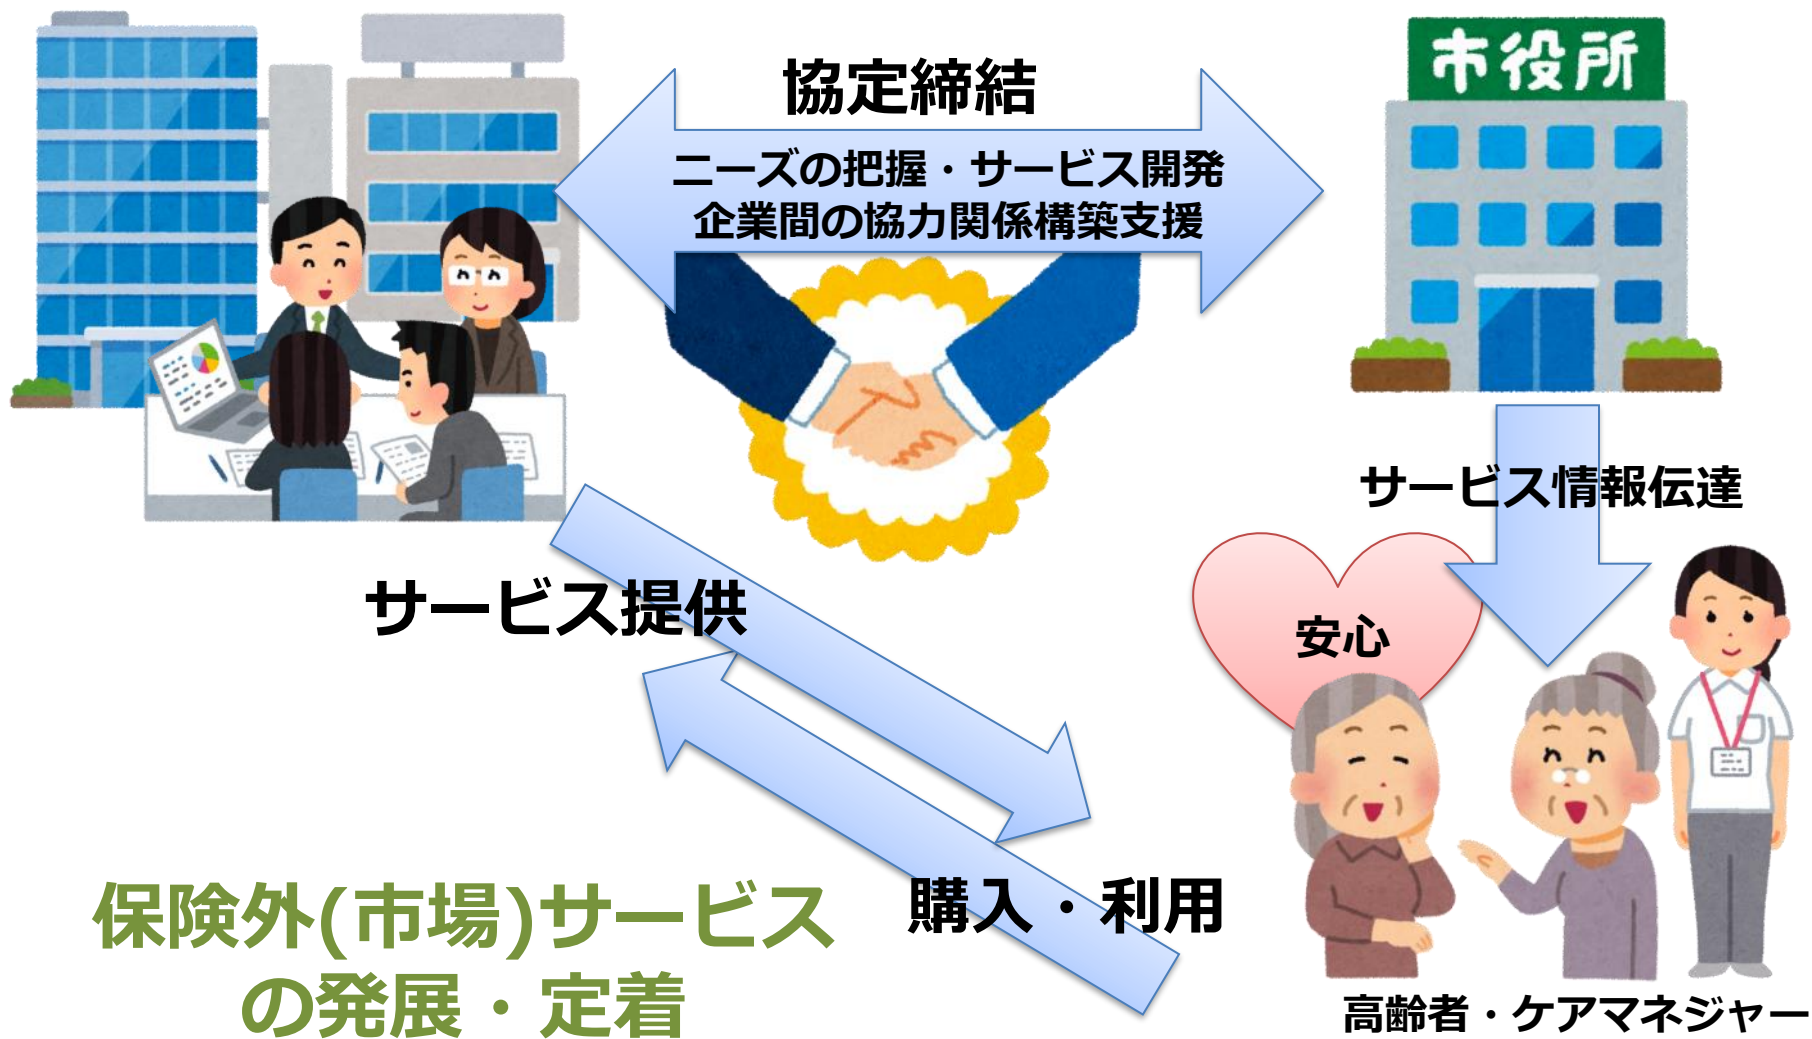 市役所
協定締結
ニーズの把握・サービス開発
企業間の協力関係構築支援
サービス情報伝達
サービス提供
安心
購入・利用
保険外(市場)サービス
の発展・定着
高齢者・ケアマネジャー